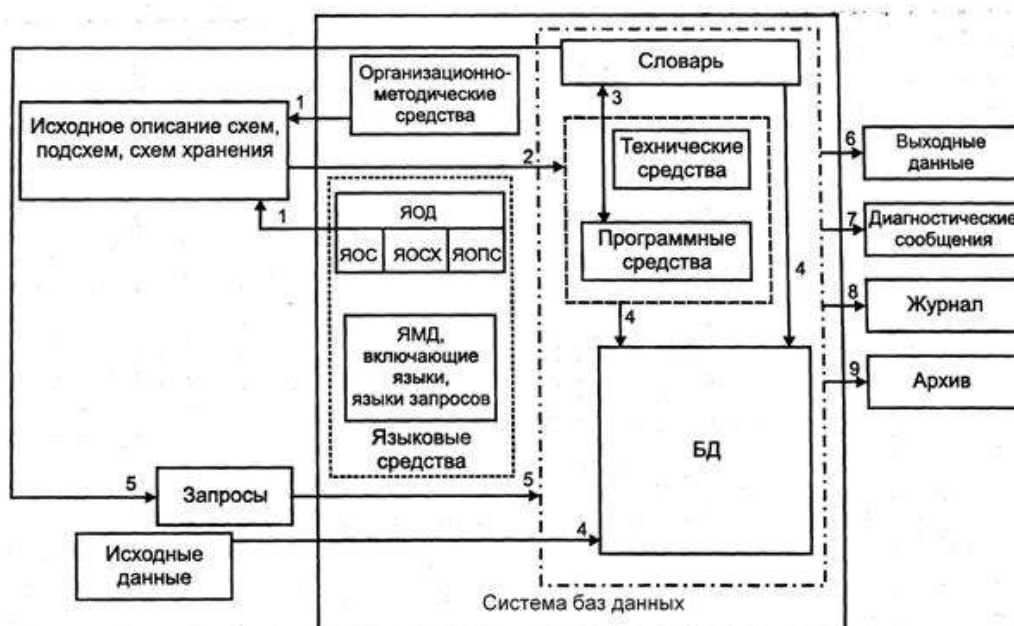 Словарь
Организационно-
методические
средства
1
3
Исходное описание схем,
подсхем, схем хранения
2
Технические
средства
6
Выходные
данные
1
ЯОД
ЯОС ЯОСХ ЯОПС
Программные
средства
7
Диагностические
сообщения
4
4
8
Журнал
ЯМД,
включающие
языки,
языки запросов
9
Архив
Языковые
средства
БД
5
Запросы
5
4
Исходные
данные
Система баз данных